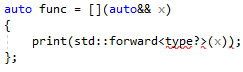 auto func = [](auto&& x)
{
    print(std::forward<type?>(x));
};